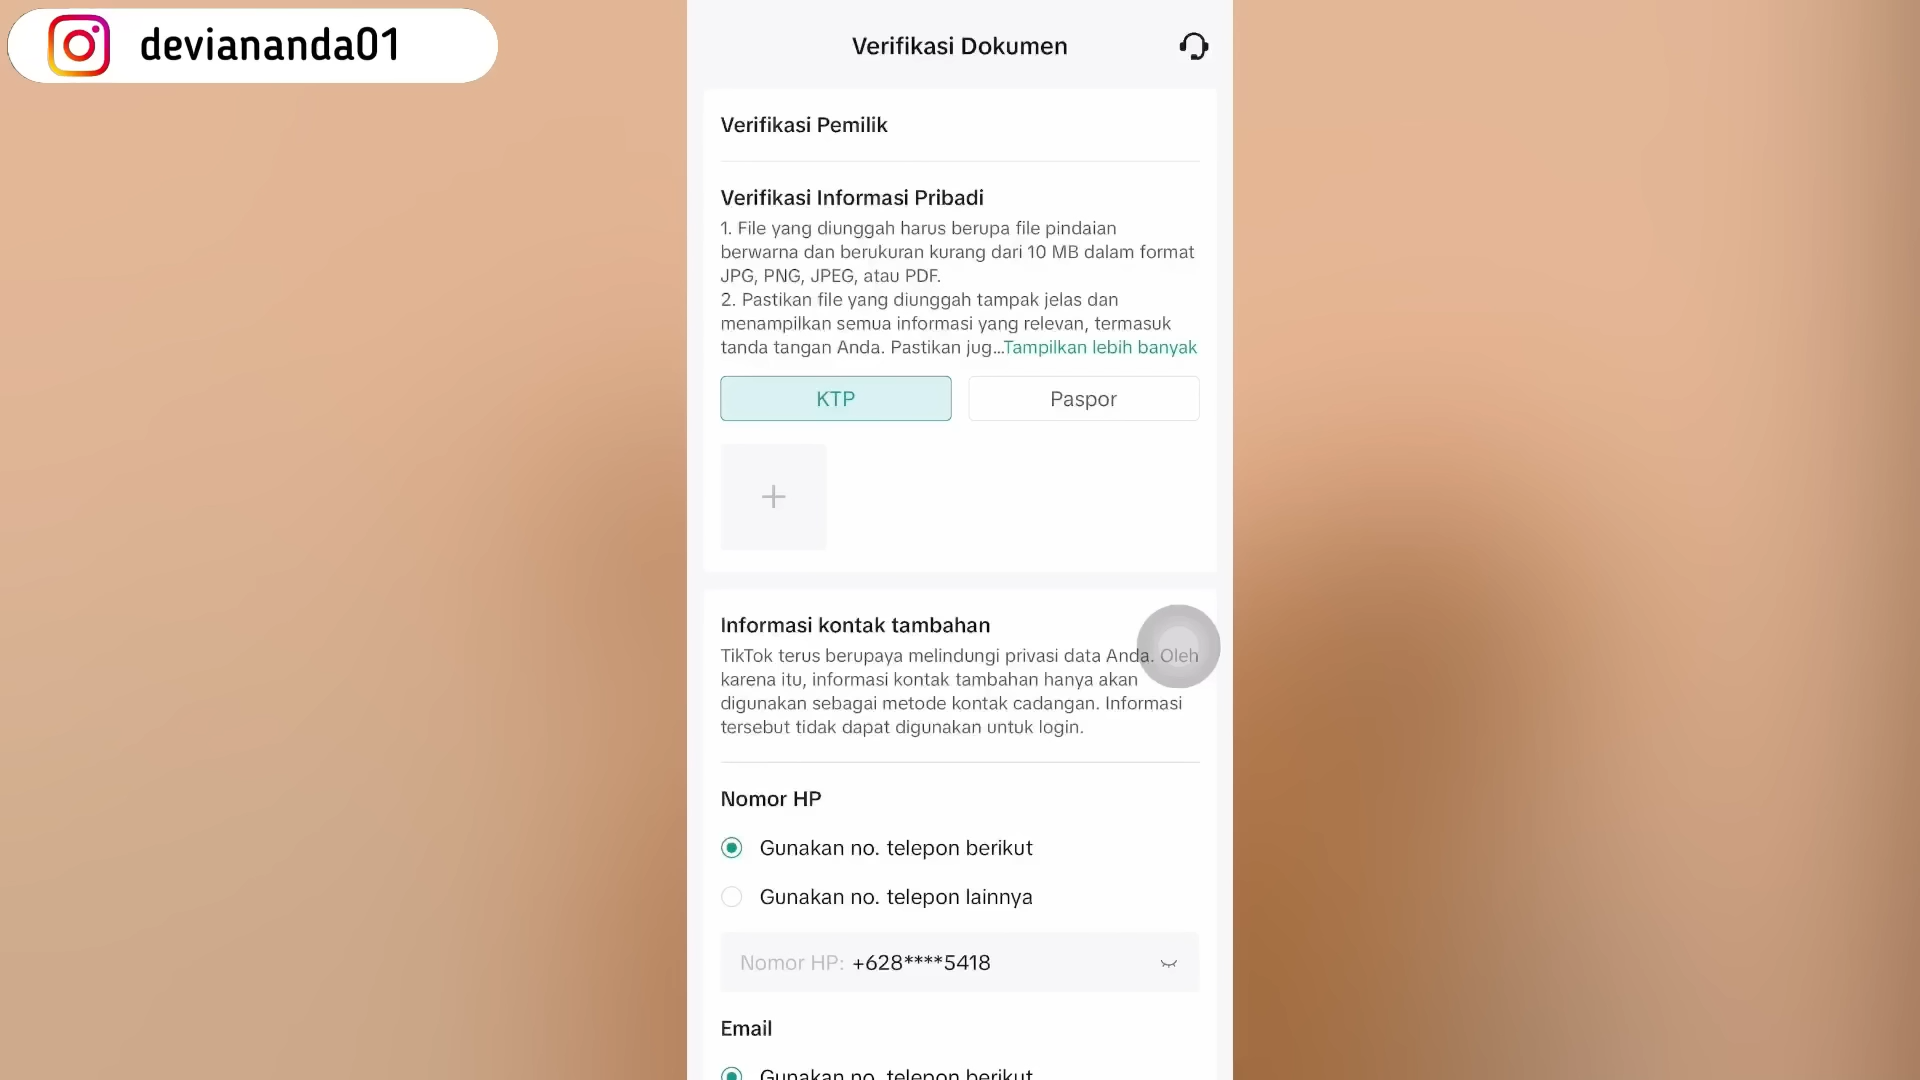 deviananda01
Verifikasi Dokumen
Verifikasi Pemilik
Verifikasi Informasi Pribadi
1. File yang diunggah harus berupa file pindaian
berwarna dan berukuran kurang dari 10 MB dalam format
JPG, PNG, JPEG, atau PDF.
2. Pastikan file yang diunggah tampak jelas dan
menampilkan semua informasi yang relevan, termasuk
tanda tangan Anda. Pastikan jug...Tampilkan lebih banyak
KTP
Paspor
Informasi kontak tambahan
TikTok terus berupaya melindungi privasi data Anda. Oleh
karena itu, informasi kontak tambahan hanya akan
digunakan sebagai metode kontak cadangan. Informasi
tersebut tidak dapat digunakan untuk login.
Nomor HP
Gunakan no. telepon berikut
Gunakan no. telepon lainnya
Nomor HP: +628****5418
Email
Gunakan no. telepon berikut